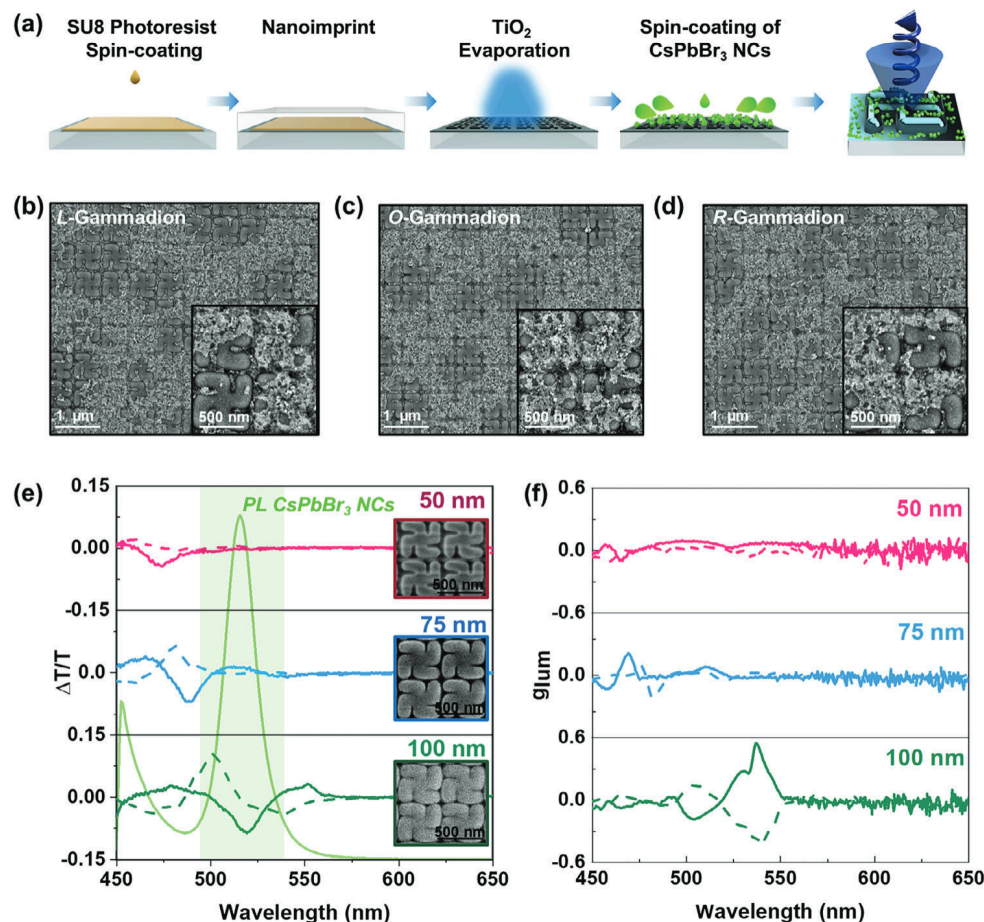 (a)
SU8 Photoresist
Spin-coating
Nanoimprint
TiO₂
Evaporation
Spin-coating of
CsPbBr₃ NCs
(b)
L-Gammadion
1 µm
500 nm
(c)
O-Gammadion
1 µm
500 nm
(d)
R-Gammadion
1 µm
500 nm
(e)
PL CsPbBr₃ NCs
50 nm
500 nm
75 nm
500 nm
100 nm
500 nm
0.15
0.00
-0.15
0.0
0.15
0.00
-0.15
ΔT/T
450 500 550 600 650
Wavelength (nm)
(f)
50 nm
75 nm
100 nm
0.6
0.0
-0.6
0.0
0.6
0.0
-0.6
glum
450 500 550 600 650
Wavelength (nm)